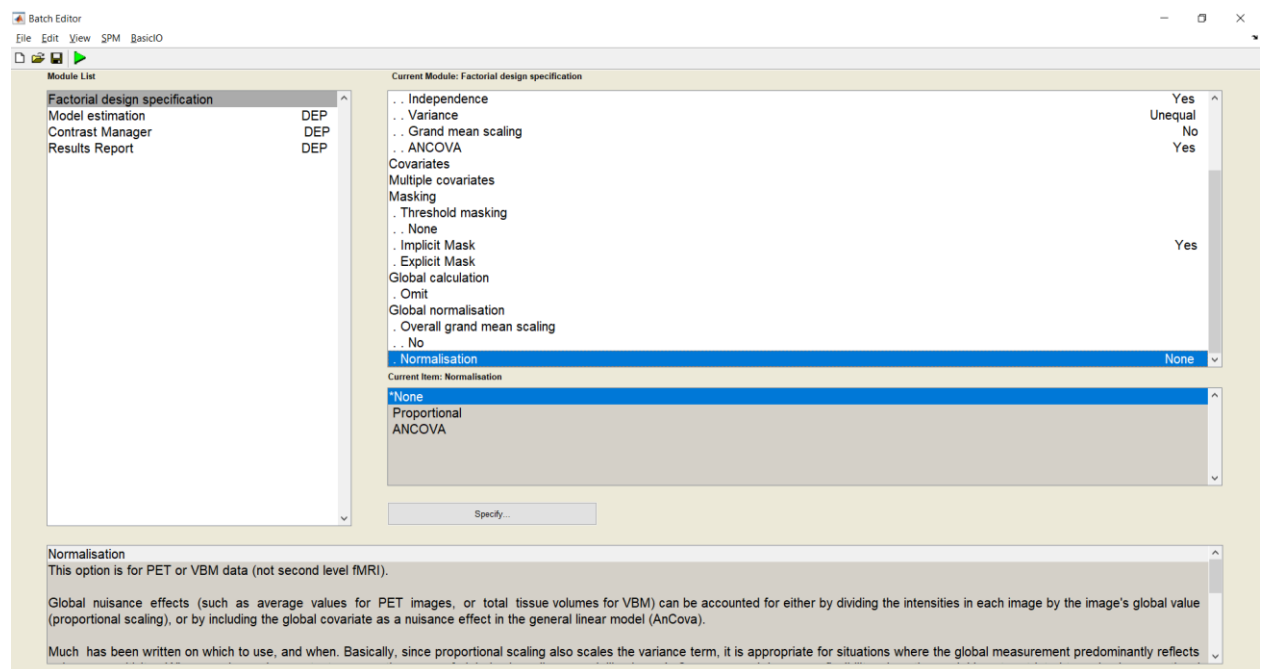 Batch Editor
File Edit View SPM BasicIO
Module List
Factorial design specification
Model estimation DEP
Contrast Manager DEP
Results Report DEP
Current Module: Factorial design specification
. . Independence Yes
. . Variance Unequal
. . Grand mean scaling No
. . ANCOVA Yes
Covariates
Multiple covariates
Masking
. Threshold masking
. . None
. Implicit Mask Yes
. Explicit Mask
Global calculation
. Omit
Global normalisation
. Overall grand mean scaling
. . No
. Normalisation None
Current Item: Normalisation
*None
Proportional
ANCOVA
Specify...
Normalisation
This option is for PET or VBM data (not second level fMRI).
Global nuisance effects (such as average values for PET images, or total tissue volumes for VBM) can be accounted for either by dividing the intensities in each image by the image's global value
(proportional scaling), or by including the global covariate as a nuisance effect in the general linear model (AnCova).
Much has been written on which to use, and when. Basically, since proportional scaling also scales the variance term, it is appropriate for situations where the global measurement predominantly reflects